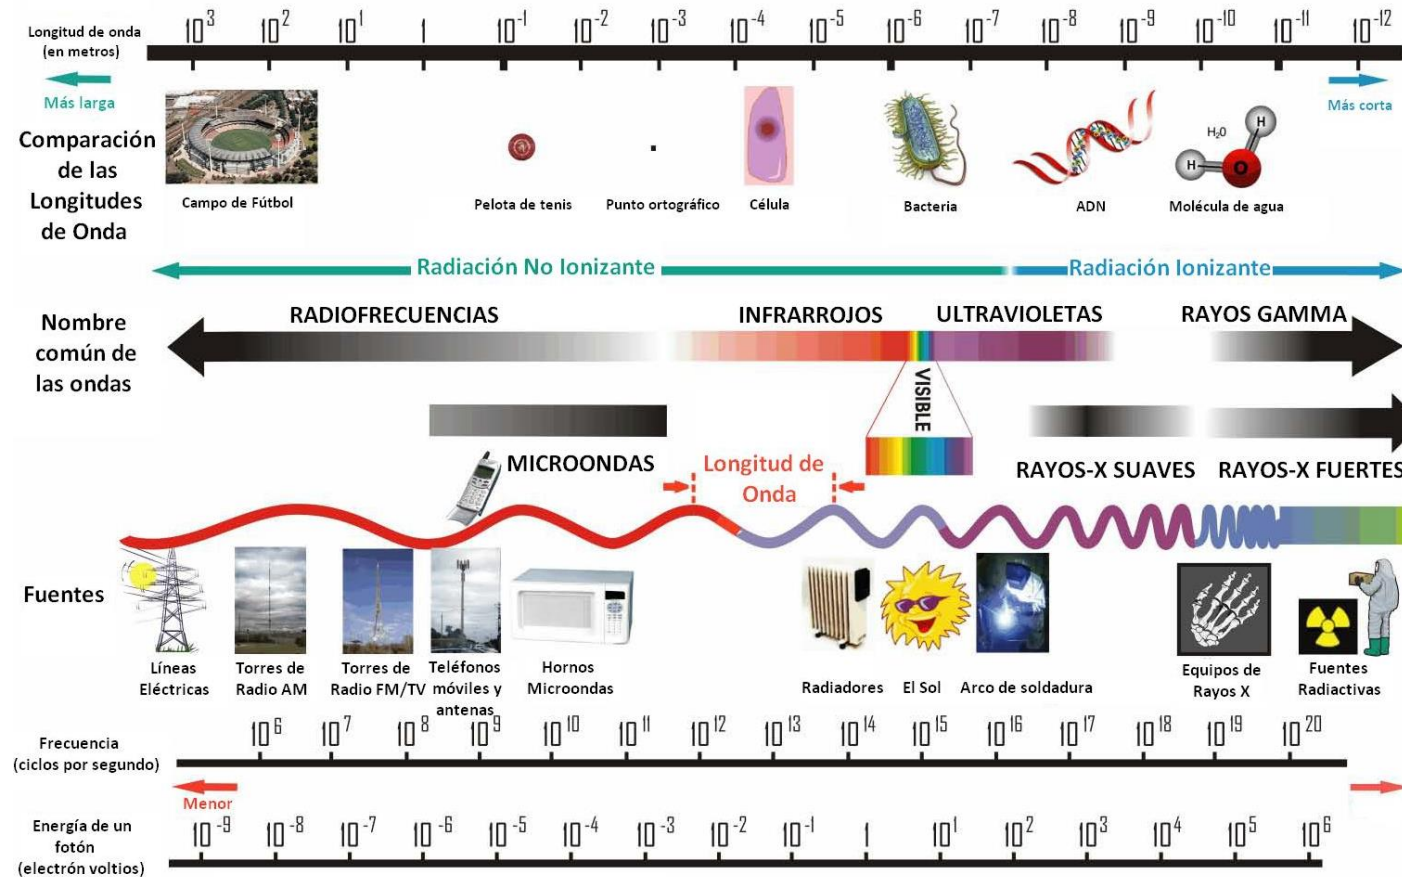 Longitud de onda
(en metros)
10³ 10² 10¹ 1 10⁻¹ 10⁻² 10⁻³ 10⁻⁴ 10⁻⁵ 10⁻⁶ 10⁻⁷ 10⁻⁸ 10⁻⁹ 10⁻¹⁰ 10⁻¹¹ 10⁻¹²
Más larga
Más corta
Comparación
de las
Longitudes
de Onda
H₂0
H
H
O
Campo de Fútbol
Pelota de tenis
Punto ortográfico
Célula
Bacteria
ADN
Molécula de agua
Radiación No Ionizante
Radiación Ionizante
Nombre
común de
las ondas
RADIOFRECUENCIAS
INFRARROJOS
ULTRAVIOLETAS
RAYOS GAMMA
VISIBLE
MICROONDAS
Longitud de
Onda
RAYOS-X SUAVES
RAYOS-X FUERTES
Fuentes
Líneas
Eléctricas
Torres de
Radio AM
Torres de
Radio FM/TV
Teléfonos
móviles y
antenas
Hornos
Microondas
Radiadores
El Sol
Arco de soldadura
Equipos de
Rayos X
Fuentes
Radiactivas
Frecuencia
(ciclos por segundo)
10⁶ 10⁷ 10⁸ 10⁹ 10¹⁰ 10¹¹ 10¹² 10¹³ 10¹⁴ 10¹⁵ 10¹⁶ 10¹⁷ 10¹⁸ 10¹⁹ 10²⁰
Menor
Energía de un
fotón
(electrón voltios)
10⁻⁹ 10⁻⁸ 10⁻⁷ 10⁻⁶ 10⁻⁵ 10⁻⁴ 10⁻³ 10⁻² 10⁻¹ 1 10¹ 10² 10³ 10⁴ 10⁵ 10⁶